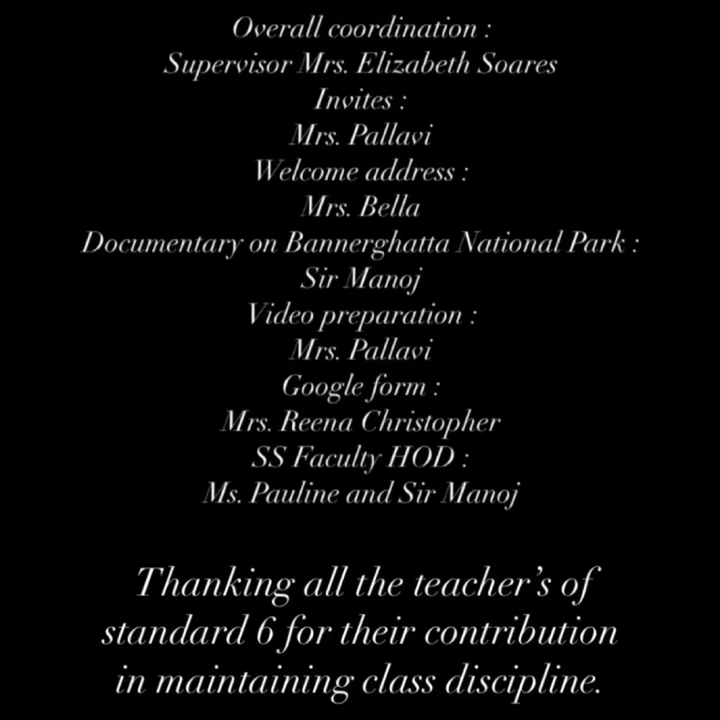 Overall coordination :
Supervisor Mrs. Elizabeth Soares
Invites :
Mrs. Pallavi
Welcome address :
Mrs. Bella
Documentary on Bannerghatta National Park :
Sir Manoj
Video preparation :
Mrs. Pallavi
Google form :
Mrs. Reena Christopher
SS Faculty HOD :
Ms. Pauline and Sir Manoj
Thanking all the teacher’s of
standard 6 for their contribution
in maintaining class discipline.